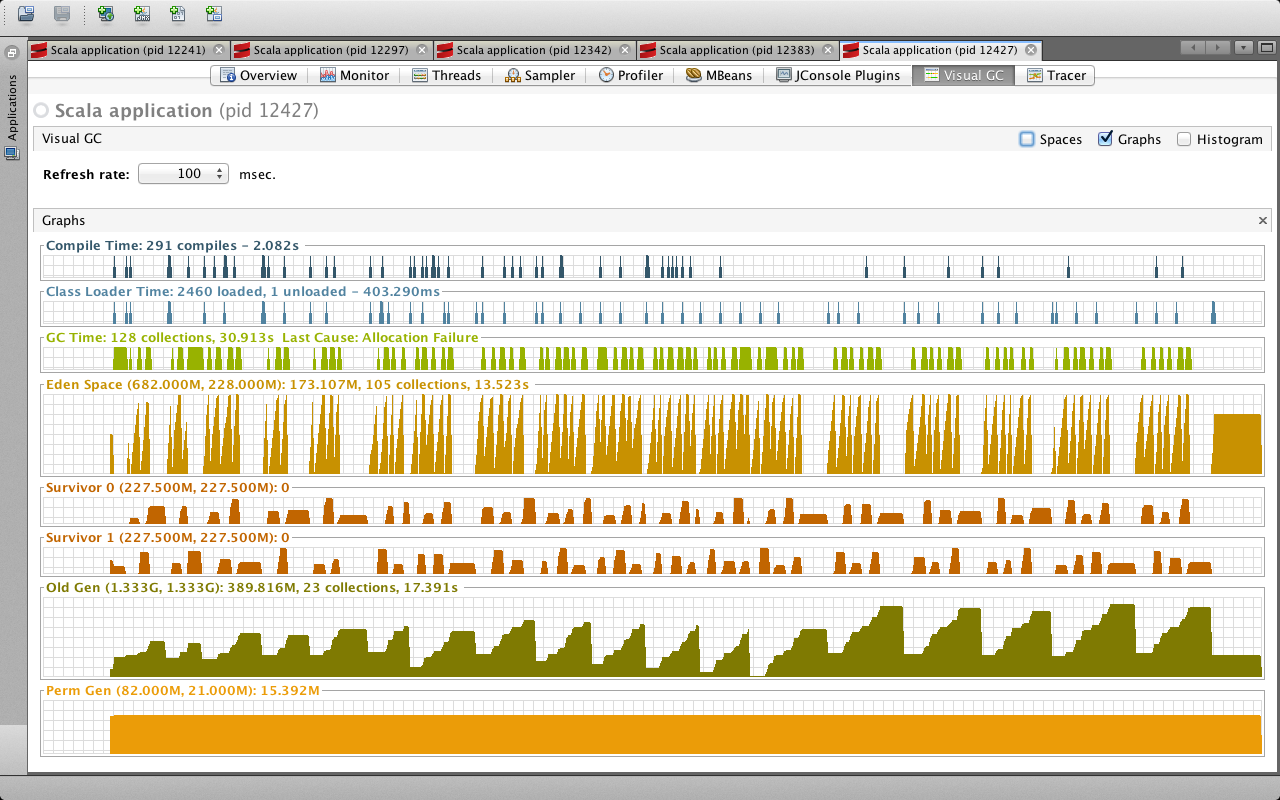 Scala application (pid 12241) Scala application (pid 12297) Scala application (pid 12342) Scala application (pid 12383) Scala application (pid 12427)
Applications
Overview Monitor Threads Sampler Profiler MBeans JConsole Plugins Visual GC Tracer
Scala application (pid 12427)
Visual GC Spaces Graphs Histogram
Refresh rate: 100 msec.
Graphs
Compile Time: 291 compiles - 2.082s
Class Loader Time: 2460 loaded, 1 unloaded - 403.290ms
GC Time: 128 collections, 30.913s Last Cause: Allocation Failure
Eden Space (682.000M, 228.000M): 173.107M, 105 collections, 13.523s
Survivor 0 (227.500M, 227.500M): 0
Survivor 1 (227.500M, 227.500M): 0
Old Gen (1.333G, 1.333G): 389.816M, 23 collections, 17.391s
Perm Gen (82.000M, 21.000M): 15.392M